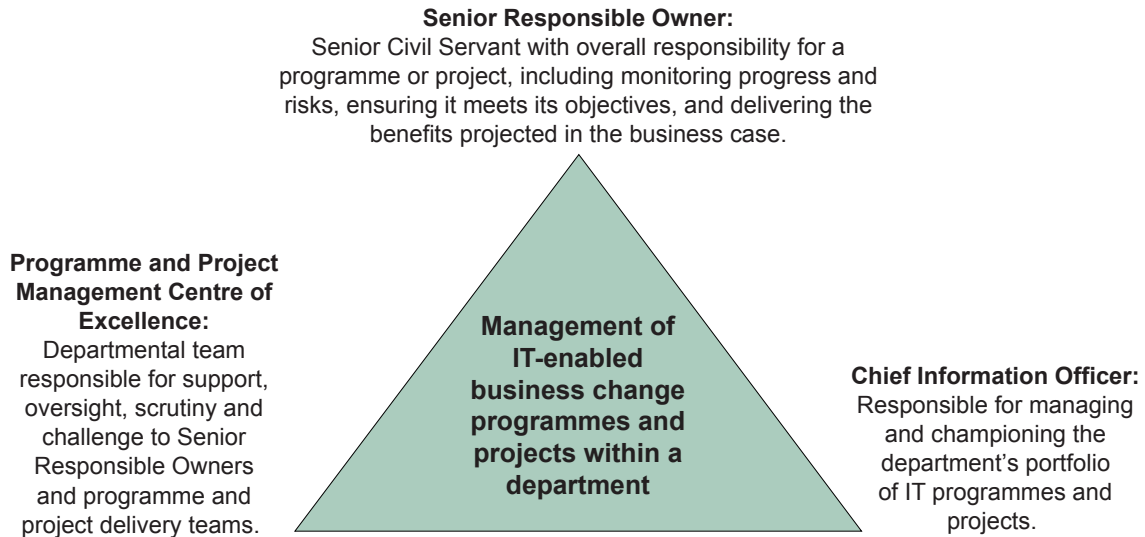 Senior Responsible Owner:
Senior Civil Servant with overall responsibility for a
programme or project, including monitoring progress and
risks, ensuring it meets its objectives, and delivering the
benefits projected in the business case.
Programme and Project
Management Centre of
Excellence:
Departmental team
responsible for support,
oversight, scrutiny and
challenge to Senior
Responsible Owners
and programme and
project delivery teams.
Management of
IT-enabled
business change
programmes and
projects within a
department
Chief Information Officer:
Responsible for managing
and championing the
department’s portfolio
of IT programmes and
projects.